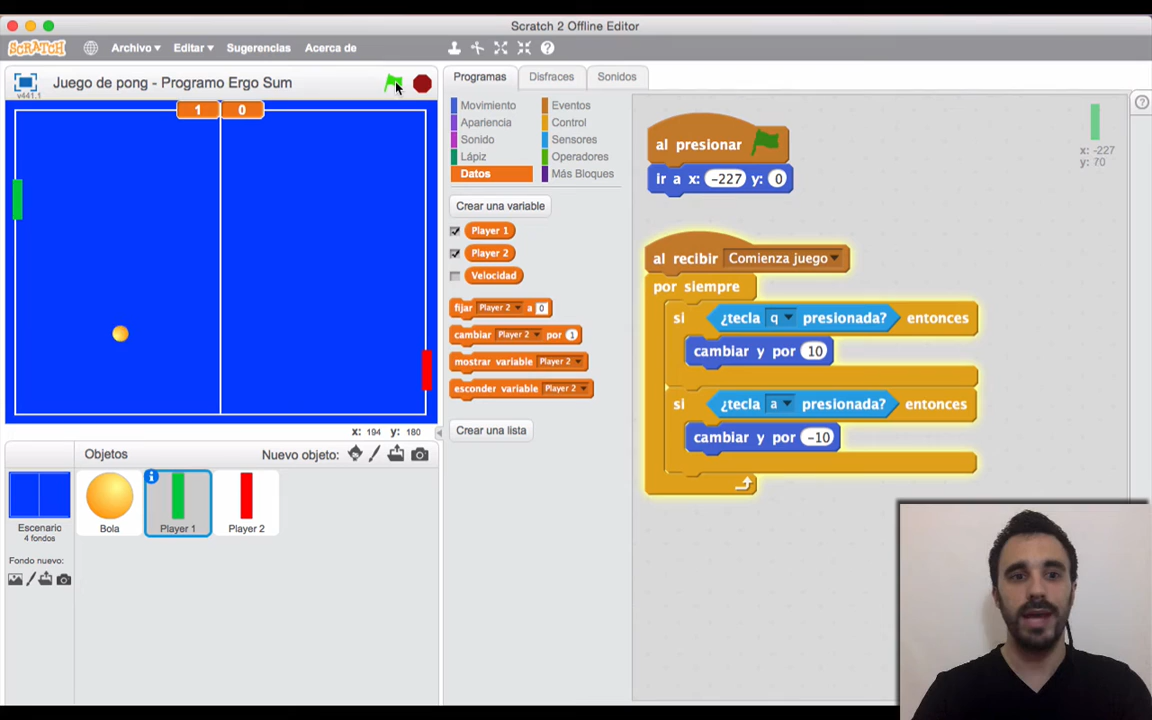 Scratch 2 Offline Editor
SCRATCH Archivo Editar Sugerencias Acerca de
v441.1 Juego de pong - Programo Ergo Sum
1 0
x: 194 y: 180
Objetos Nuevo objeto:
Escenario
4 fondos
Bola
Player 1
Player 2
Fondo nuevo:
Programas Disfraces Sonidos
Movimiento Eventos
Apariencia Control
Sonido Sensores
Lápiz Operadores
Datos Más Bloques
Crear una variable
Player 1
Player 2
Velocidad
fijar Player 2 a 0
cambiar Player 2 por 1
mostrar variable Player 2
esconder variable Player 2
Crear una lista
al presionar
ir a x: -227 y: 0
al recibir Comienza juego
por siempre
si ¿tecla q presionada? entonces
cambiar y por 10
si ¿tecla a presionada? entonces
cambiar y por -10
x: -227
y: 70